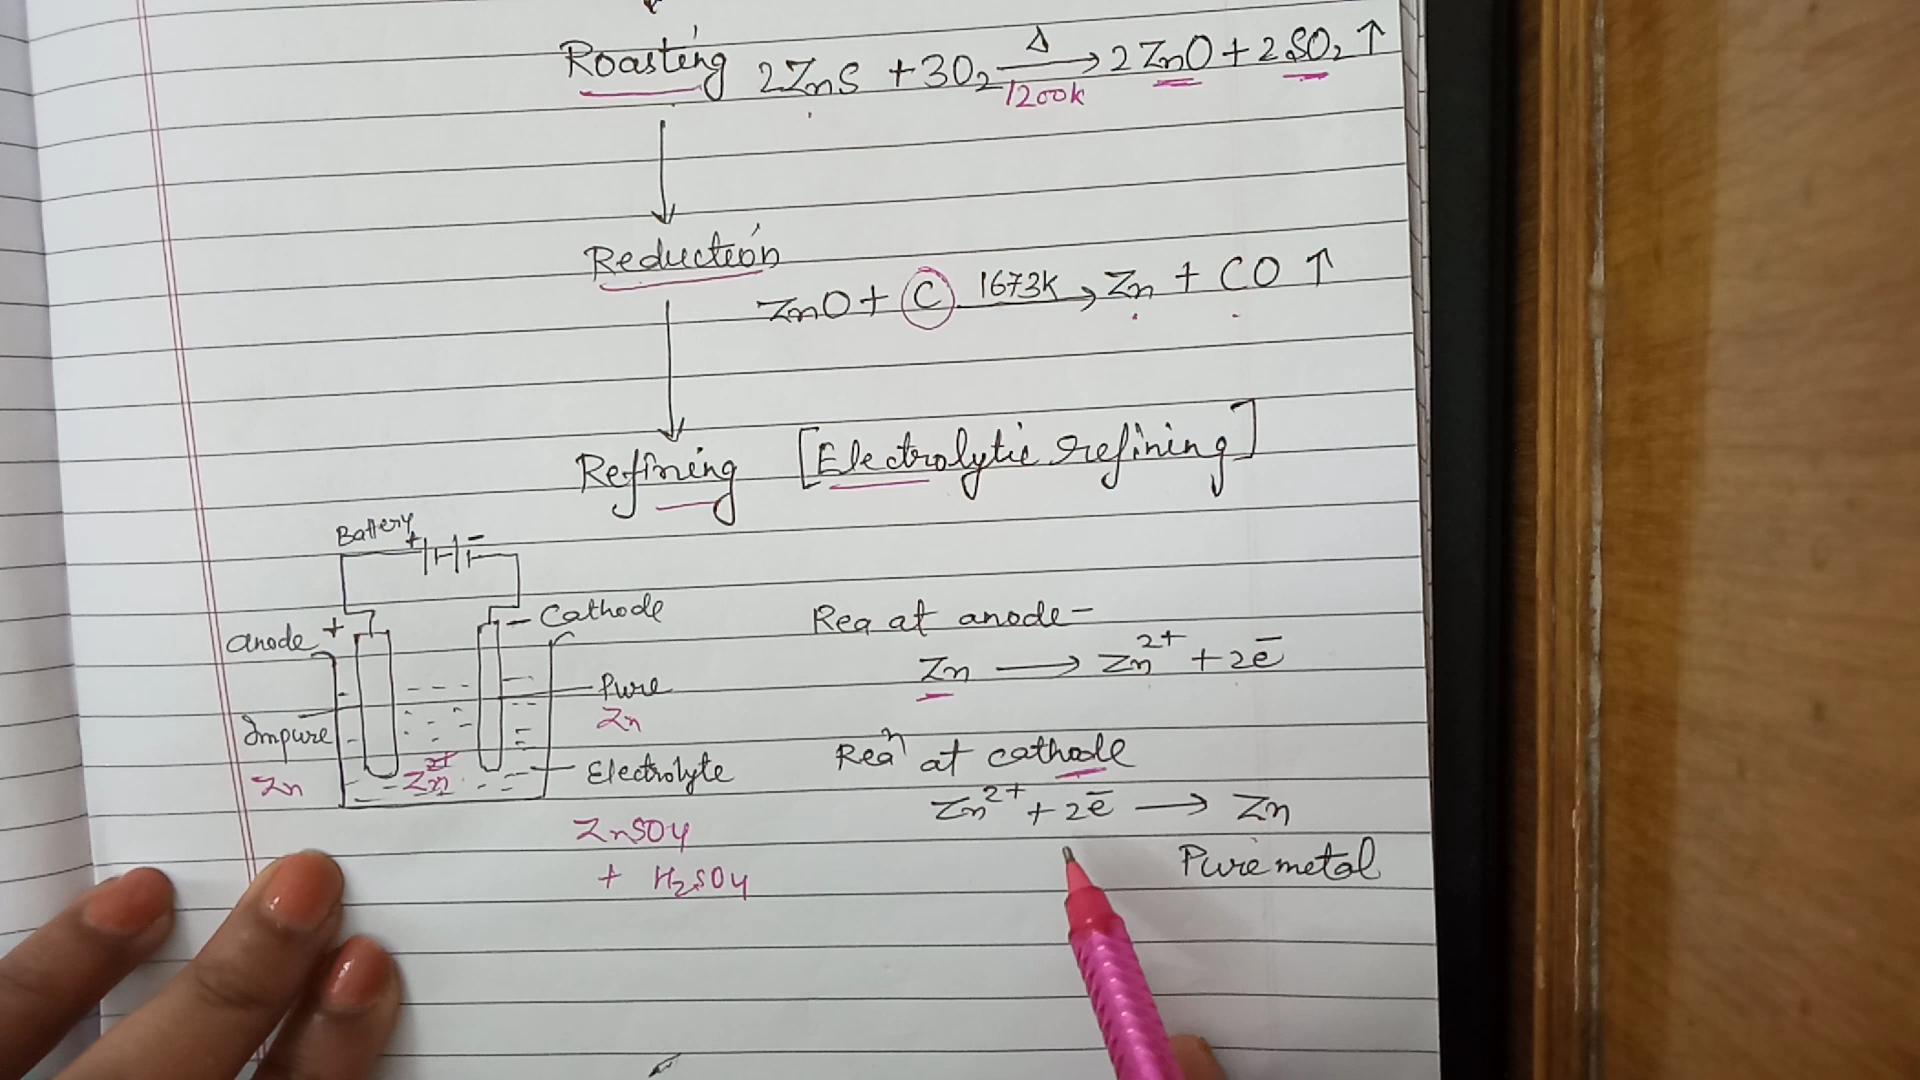 Roasting 2ZnS + 3O₂ —Δ→ 2ZnO + 2SO₂ ↑
1200k
Reduction
ZnO + C 1673K → Zn + CO ↑
Refining [Electrolytic refining]
Battery + -
- Cathode
anode +
Rea at anode -
Zn → Zn²⁺ + 2e⁻
Pure
Zn
Impure
Zn
Zn²⁺
Electrolyte
ZnSO4
+ H₂SO4
Reaⁿ at cathode
Zn²⁺ + 2e⁻ → Zn
Pure metal